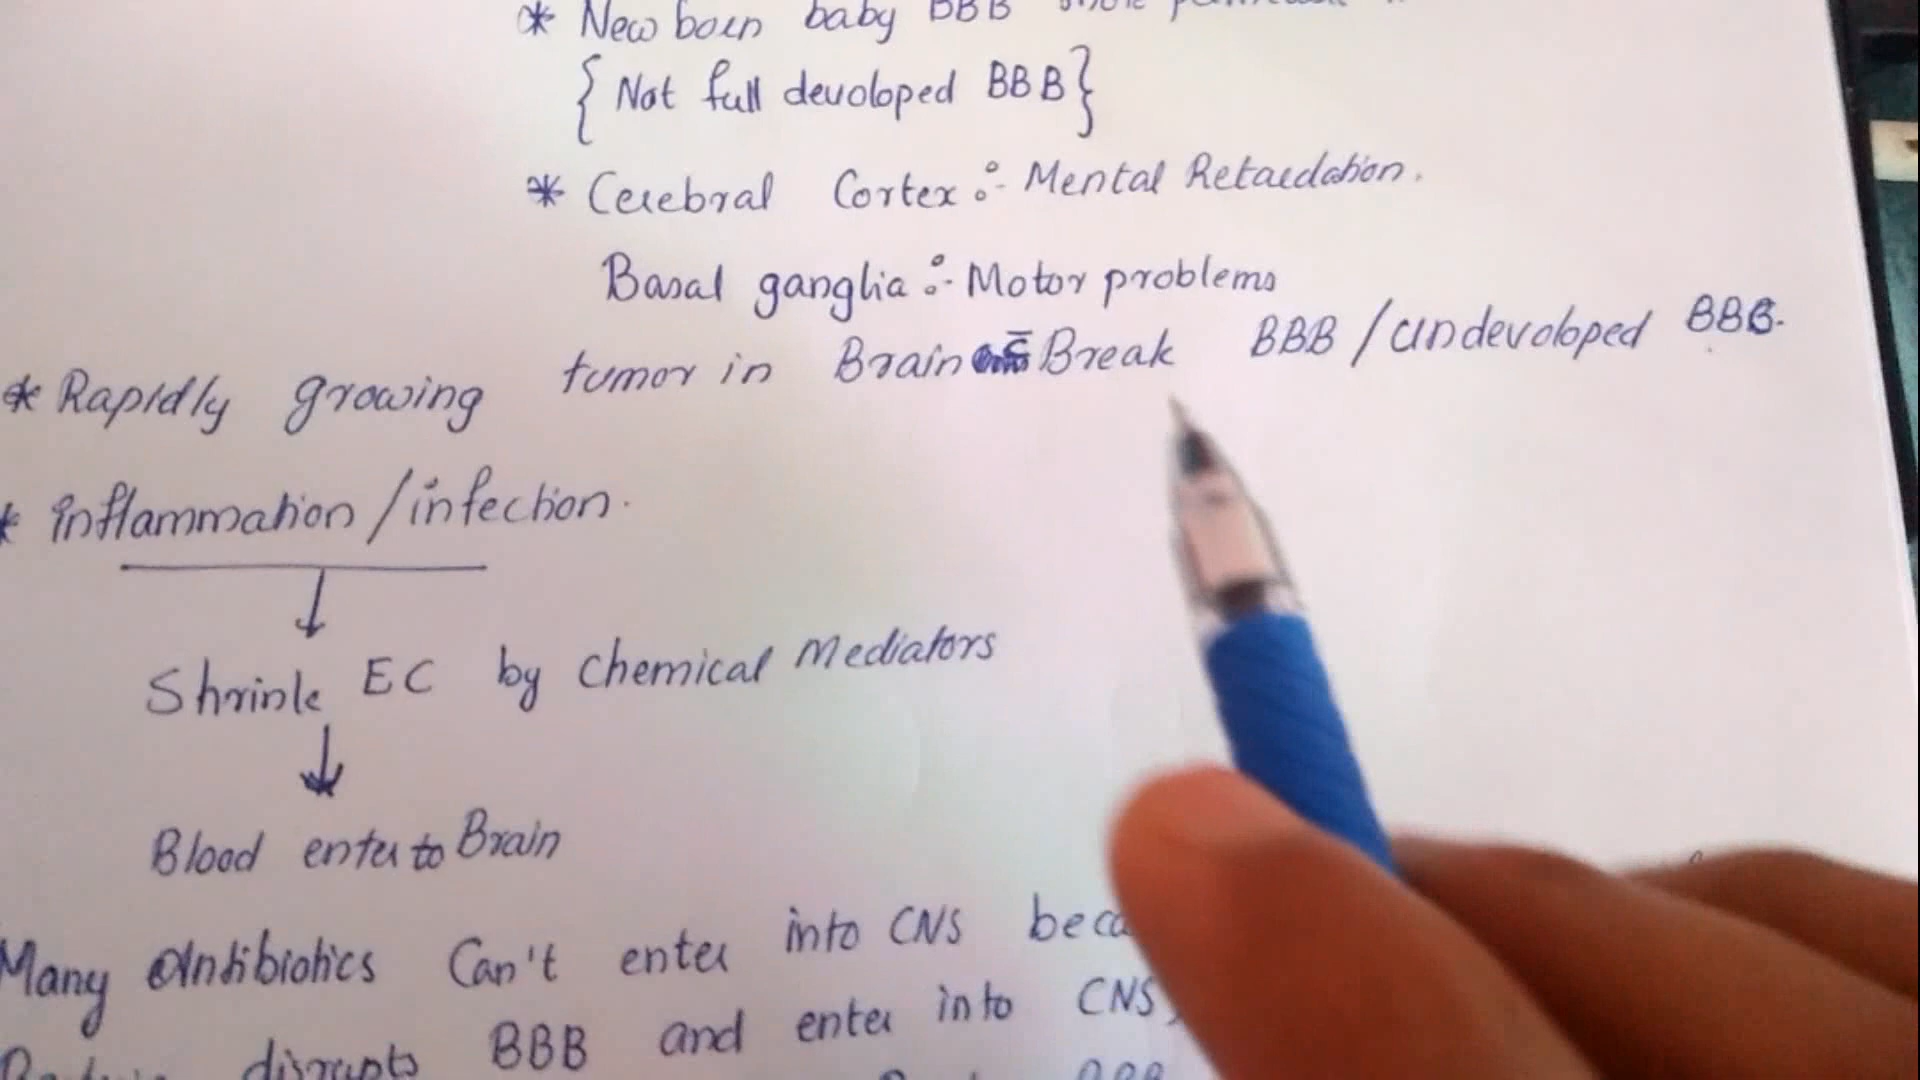 * New born baby BBB
{ Not full devoloped BBB }
* Cerebral Cortex :- Mental Retardation.
Basal ganglia :- Motor problems
* Rapidly growing tumor in Brain c̄ Break BBB / undevoloped BBB.
* inflammation / infection.
↓
Shrink EC by Chemical Mediators
↓
Blood enter to Brain
Many Antibiotics Can't enter into CNS
disrupts BBB and enter into CNS,